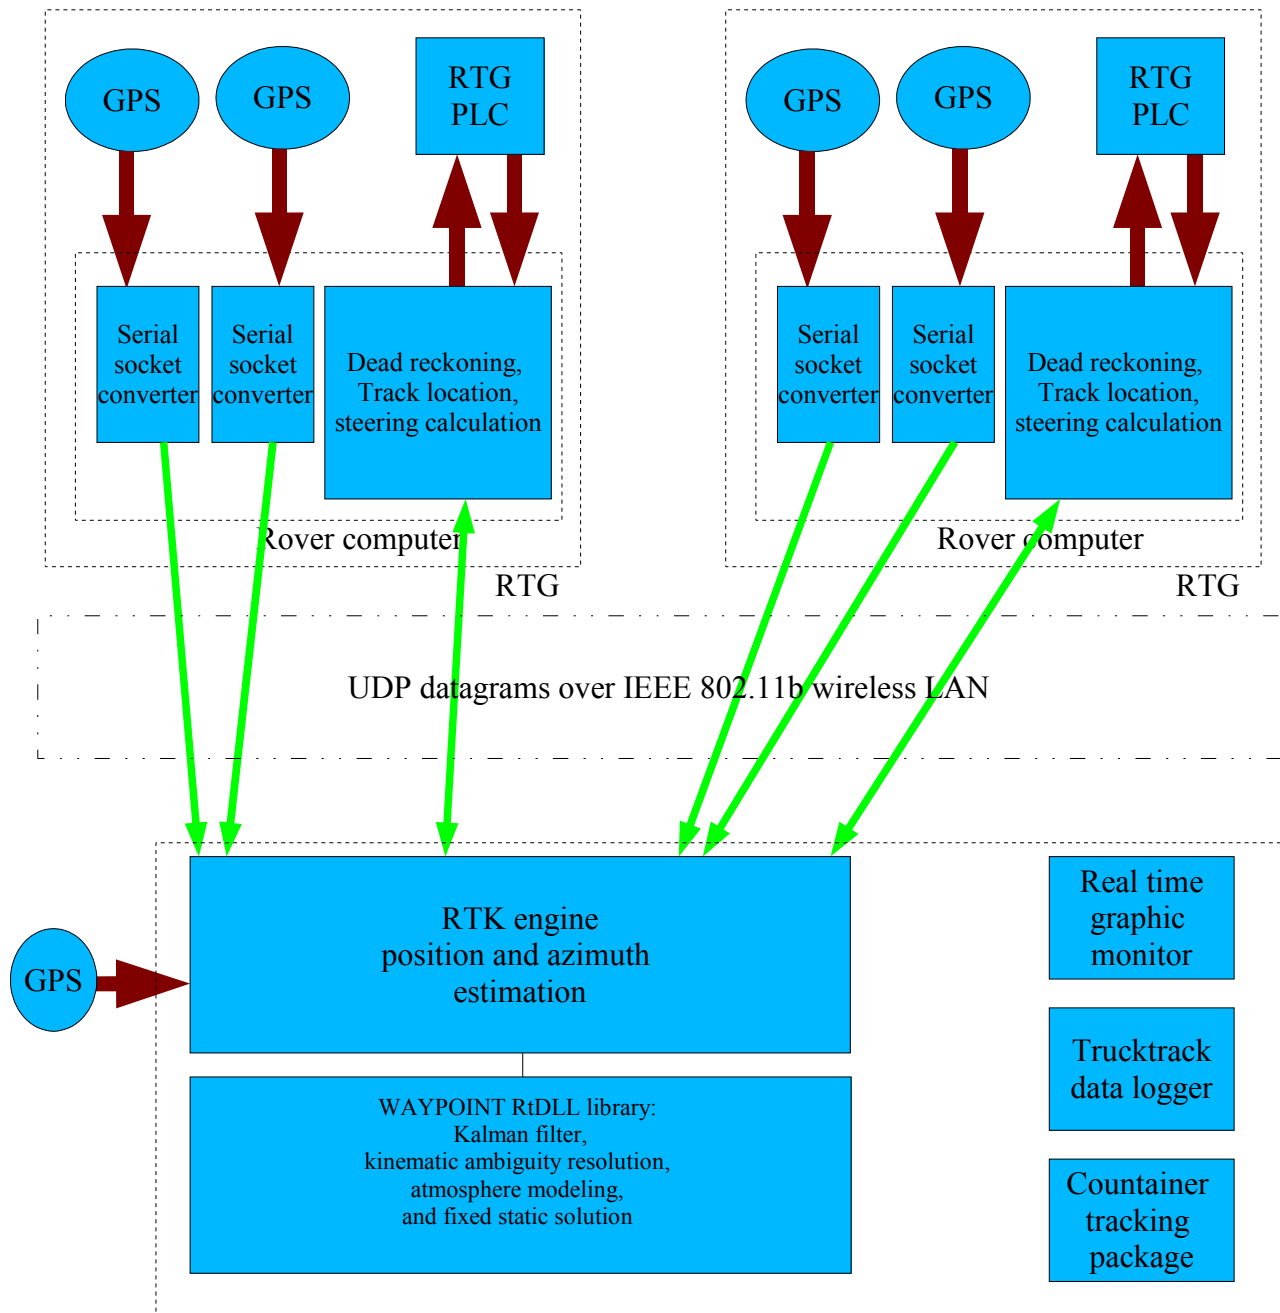 GPS
GPS
RTG
PLC
Serial
socket
converter
Serial
socket
converter
Dead reckoning,
Track location,
steering calculation
Rover computer
RTG
GPS
GPS
RTG
PLC
Serial
socket
converter
Serial
socket
converter
Dead reckoning,
Track location,
steering calculation
Rover computer
RTG
UDP datagrams over IEEE 802.11b wireless LAN
GPS
RTK engine
position and azimuth
estimation
WAYPOINT RtDLL library:
Kalman filter,
kinematic ambiguity resolution,
atmosphere modeling,
and fixed static solution
Real time
graphic
monitor
Trucktrack
data logger
Countainer
tracking
package